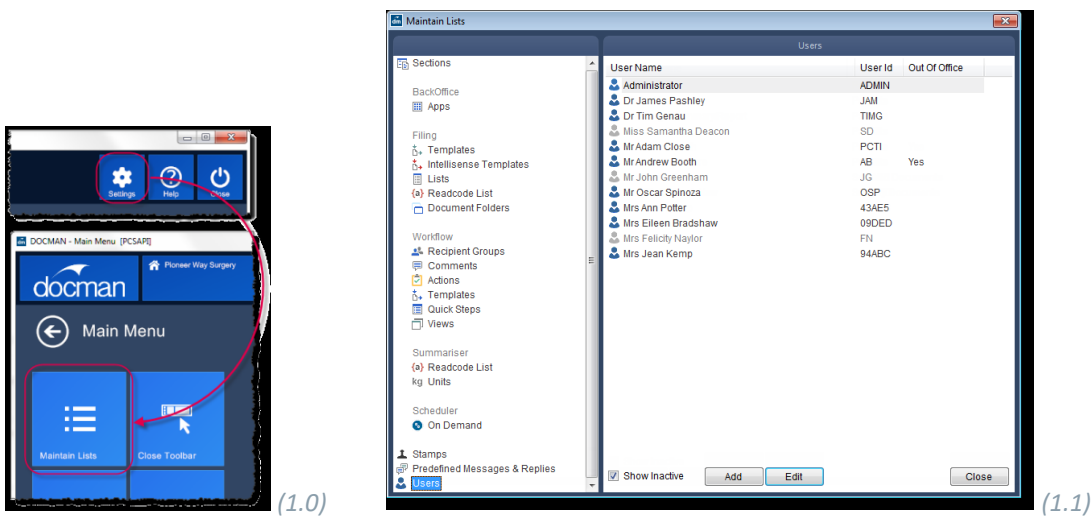 Settings
Help
Close
DOCMAN - Main Menu [PCSAPI]
docman
Pioneer Way Surgery
Main Menu
Maintain Lists
Close Toolbar
(1.0)
Maintain Lists
Users
Sections
BackOffice
Apps
Filing
Templates
Intellisense Templates
Lists
{a} Readcode List
Document Folders
Workflow
Recipient Groups
Comments
Actions
Templates
Quick Steps
Views
Summariser
{a} Readcode List
kg Units
Scheduler
On Demand
Stamps
Predefined Messages & Replies
Users
User Name User Id Out Of Office
Administrator ADMIN
Dr James Pashley JAM
Dr Tim Genau TIMG
Miss Samantha Deacon SD
Mr Adam Close PCTI
Mr Andrew Booth AB Yes
Mr John Greenham JG
Mr Oscar Spinoza OSP
Mrs Ann Potter 43AE5
Mrs Eileen Bradshaw 09DED
Mrs Felicity Naylor FN
Mrs Jean Kemp 94ABC
Show Inactive Add Edit Close
(1.1)